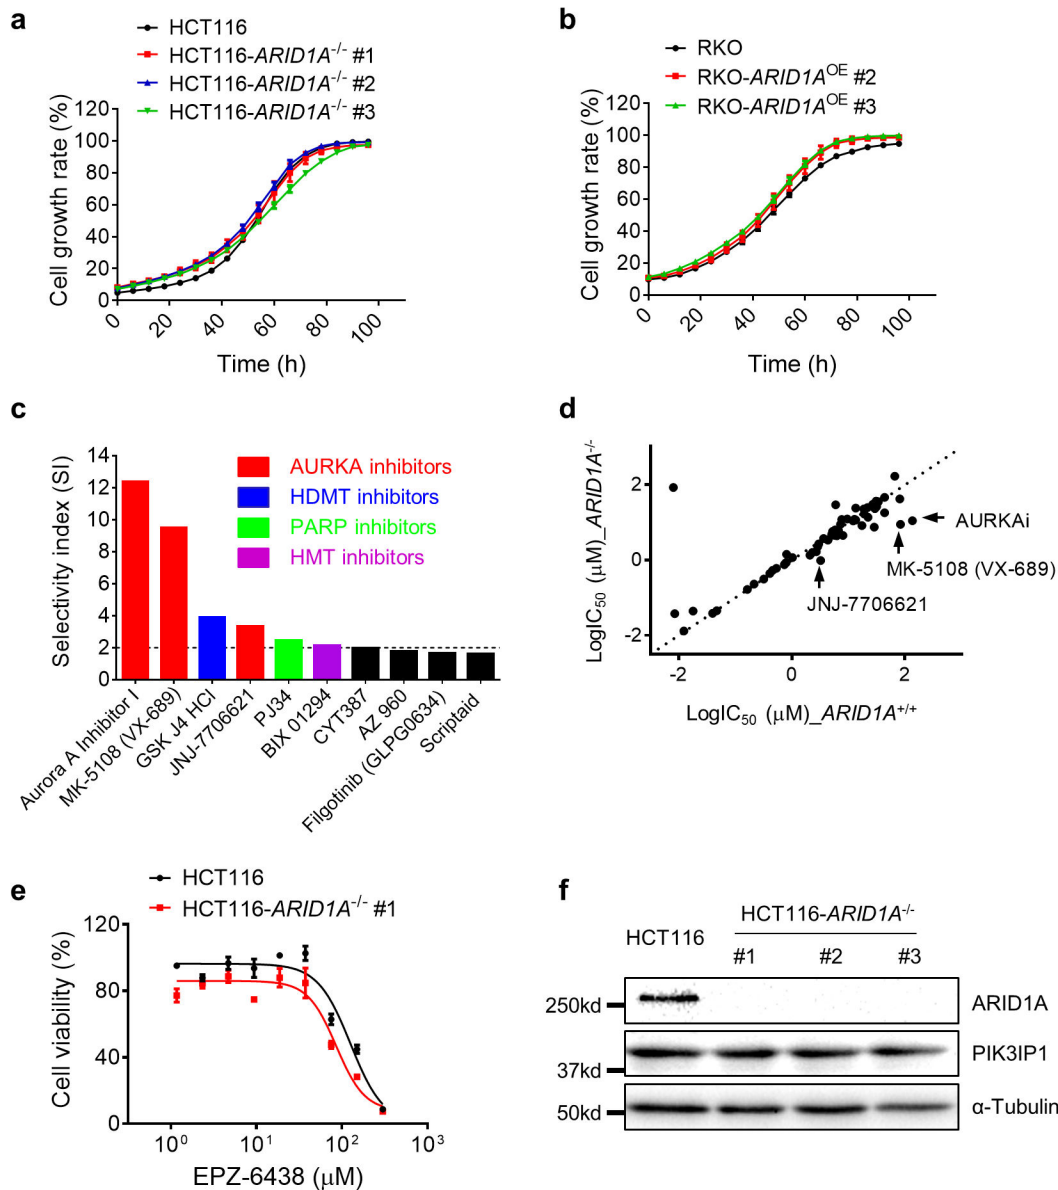 a
HCT116
HCT116-ARID1A-/- #1
HCT116-ARID1A-/- #2
HCT116-ARID1A-/- #3
Cell growth rate (%)
120
100
80
60
40
20
0
0
20
40
60
80
100
Time (h)
b
RKO
RKO-ARID1AOE #2
RKO-ARID1AOE #3
Cell growth rate (%)
120
100
80
60
40
20
0
0
20
40
60
80
100
Time (h)
c
Selectivity index (SI)
14
12
10
8
6
4
2
0
AURKA inhibitors
HDMT inhibitors
PARP inhibitors
HMT inhibitors
Aurora A Inhibitor I
MK-5108 (VX-689)
GSK J4 HCl
JNJ-7706621
PJ34
BIX 01294
CYT387
AZ 960
Filgotinib (GLPG0634)
Scriptaid
d
LogIC50 (μM)_ARID1A-/-
2
0
-2
AURKAi
MK-5108 (VX-689)
JNJ-7706621
-2
0
2
LogIC50 (μM)_ARID1A+/+
e
HCT116
HCT116-ARID1A-/- #1
Cell viability (%)
120
80
40
0
10^0
10^1
10^2
10^3
EPZ-6438 (μM)
f
HCT116-ARID1A-/-
HCT116
#1
#2
#3
250kd
ARID1A
PIK3IP1
37kd
50kd
α-Tubulin